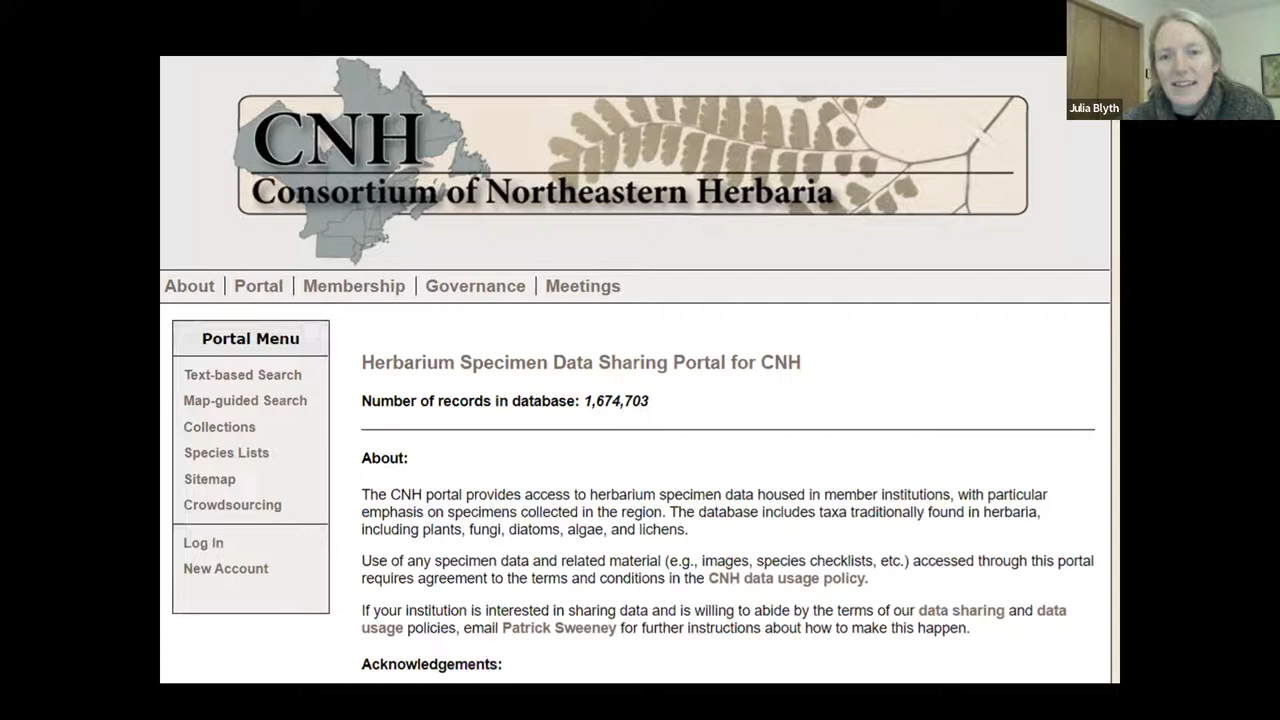 Julia Blyth
CNH
Consortium of Northeastern Herbaria
About | Portal | Membership | Governance | Meetings
Portal Menu
Text-based Search
Map-guided Search
Collections
Species Lists
Sitemap
Crowdsourcing
Log In
New Account
Herbarium Specimen Data Sharing Portal for CNH
Number of records in database: 1,674,703
About:
The CNH portal provides access to herbarium specimen data housed in member institutions, with particular
emphasis on specimens collected in the region. The database includes taxa traditionally found in herbaria,
including plants, fungi, diatoms, algae, and lichens.
Use of any specimen data and related material (e.g., images, species checklists, etc.) accessed through this portal
requires agreement to the terms and conditions in the CNH data usage policy.
If your institution is interested in sharing data and is willing to abide by the terms of our data sharing and data
usage policies, email Patrick Sweeney for further instructions about how to make this happen.
Acknowledgements: